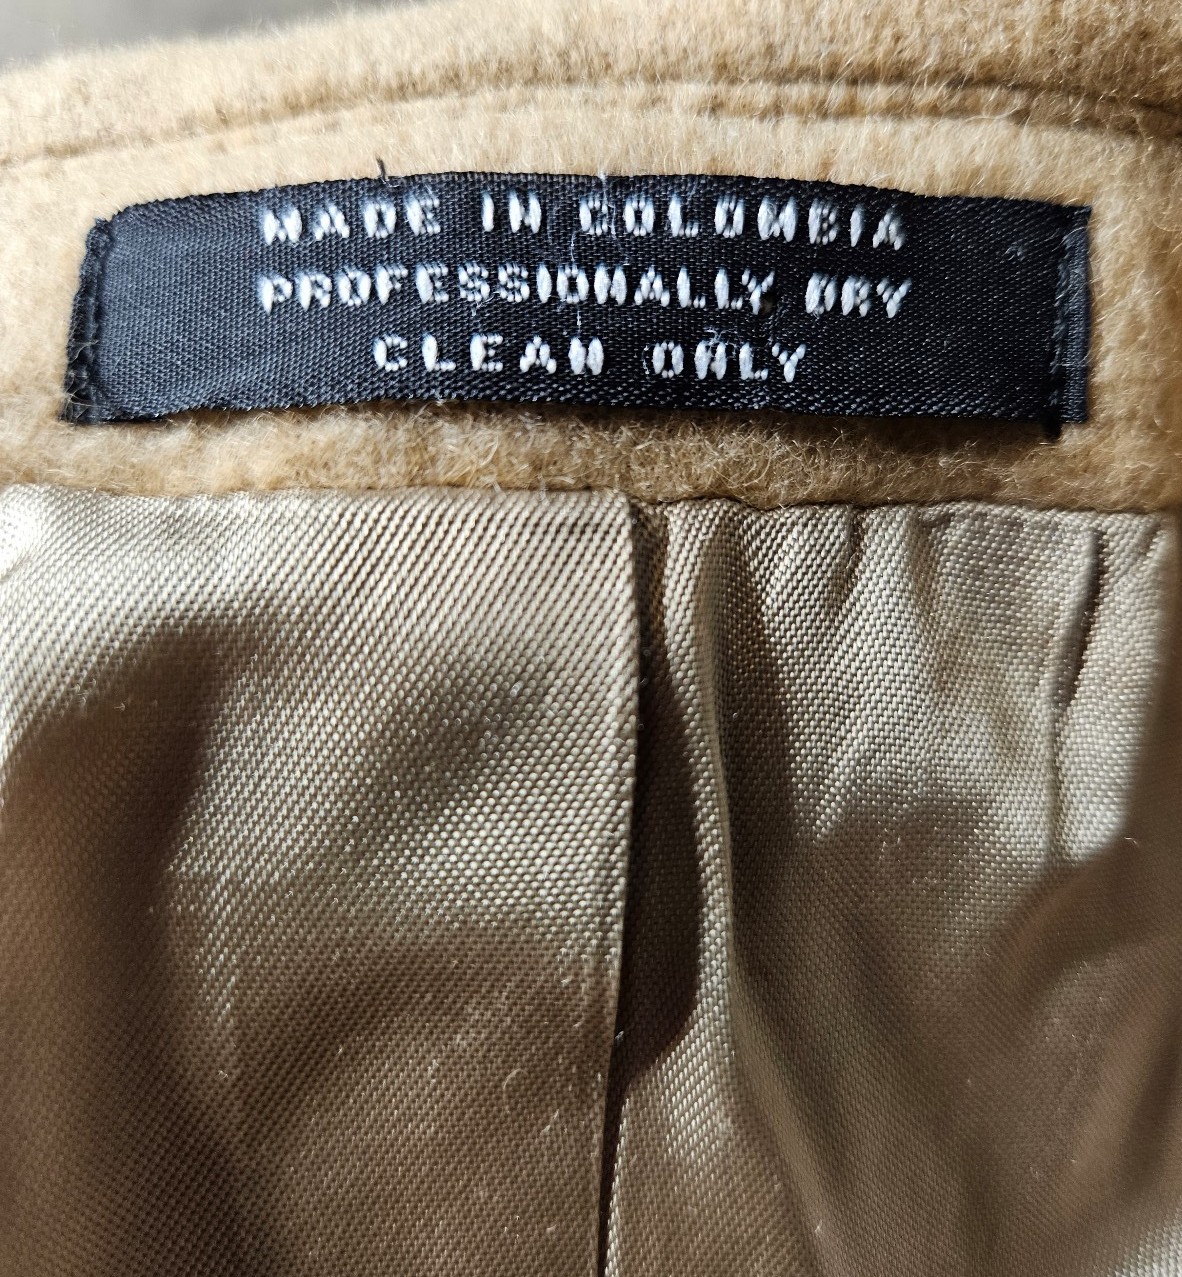 MADE IN COLOMBIA
PROFESSIONALLY DRY
CLEAN ONLY